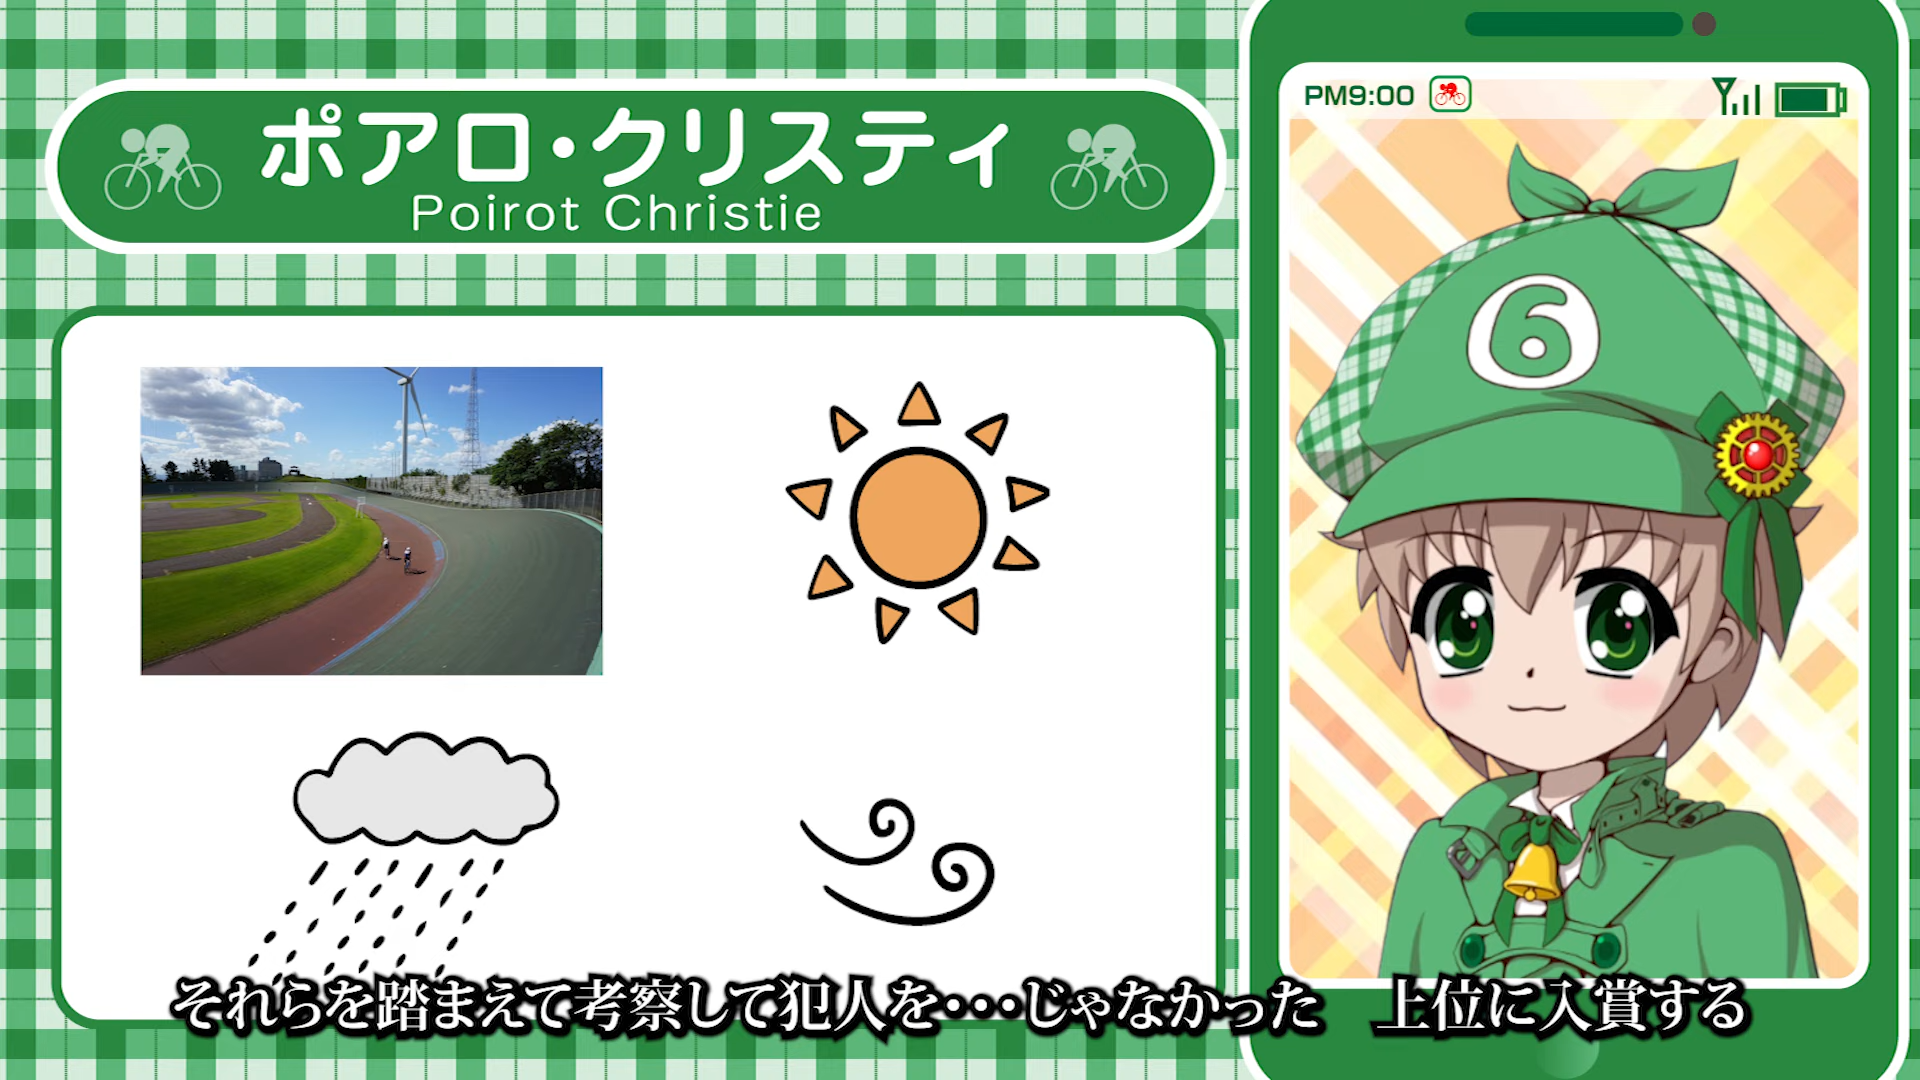 ポアロ・クリスティ
Poirot Christie
PM9:00
6
それらを踏まえて考察して犯人を・・・じゃなかった　上位に入賞する